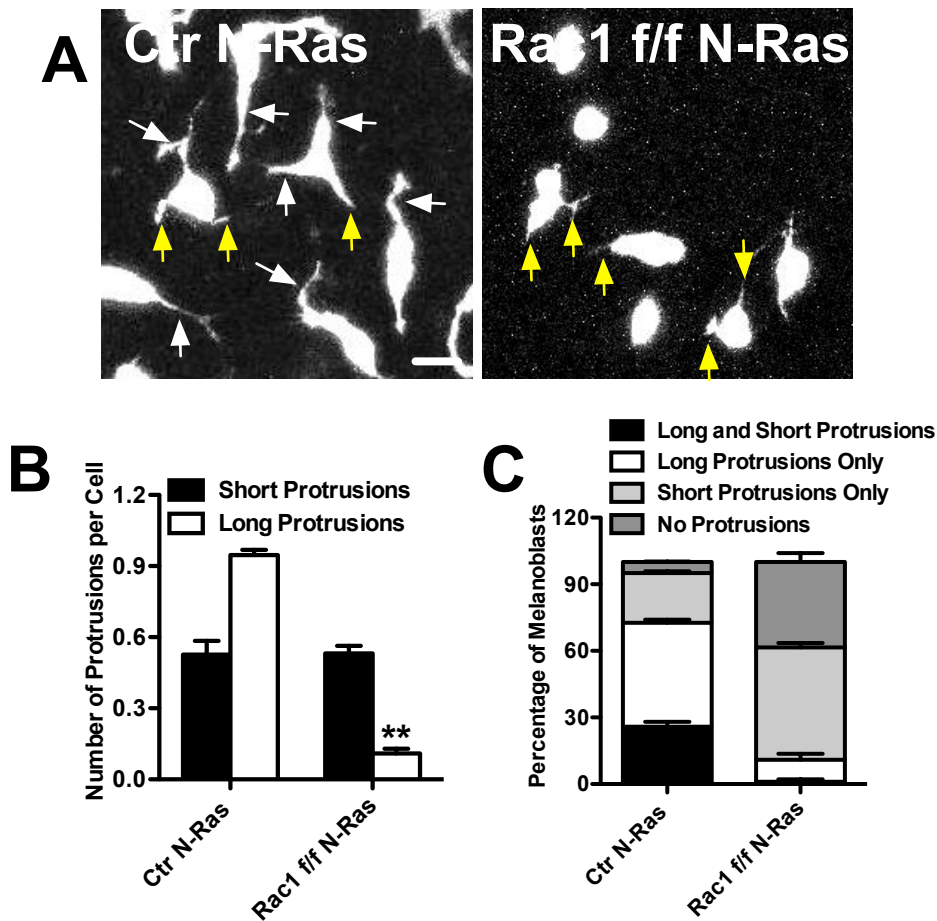 A
Ctr N-Ras
Rac1 f/f N-Ras
B
Number of Protrusions per Cell
1.2
0.9
0.6
0.3
0.0
Short Protrusions
Long Protrusions
**
Ctr N-Ras
Rac1 f/f N-Ras
C
Long and Short Protrusions
Long Protrusions Only
Short Protrusions Only
No Protrusions
Percentage of Melanoblasts
120
90
60
30
0
Ctr N-Ras
Rac1 f/f N-Ras